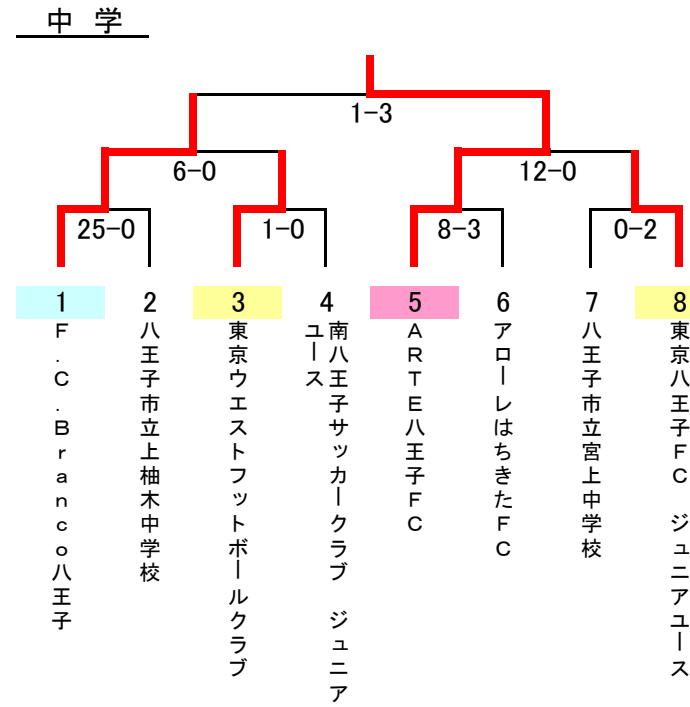 中 学
1-3
6-0
12-0
25-0
1-0
8-3
0-2
1
2
3
4
5
6
7
8
F.C.Branco八王子
八王子市立上柚木中学校
東京ウエストフットボールクラブ
南八王子サッカークラブ ジュニア
ユース
ARTE八王子FC
アローレはちきたFC
八王子市立宮上中学校
東京八王子FC ジュニアユース